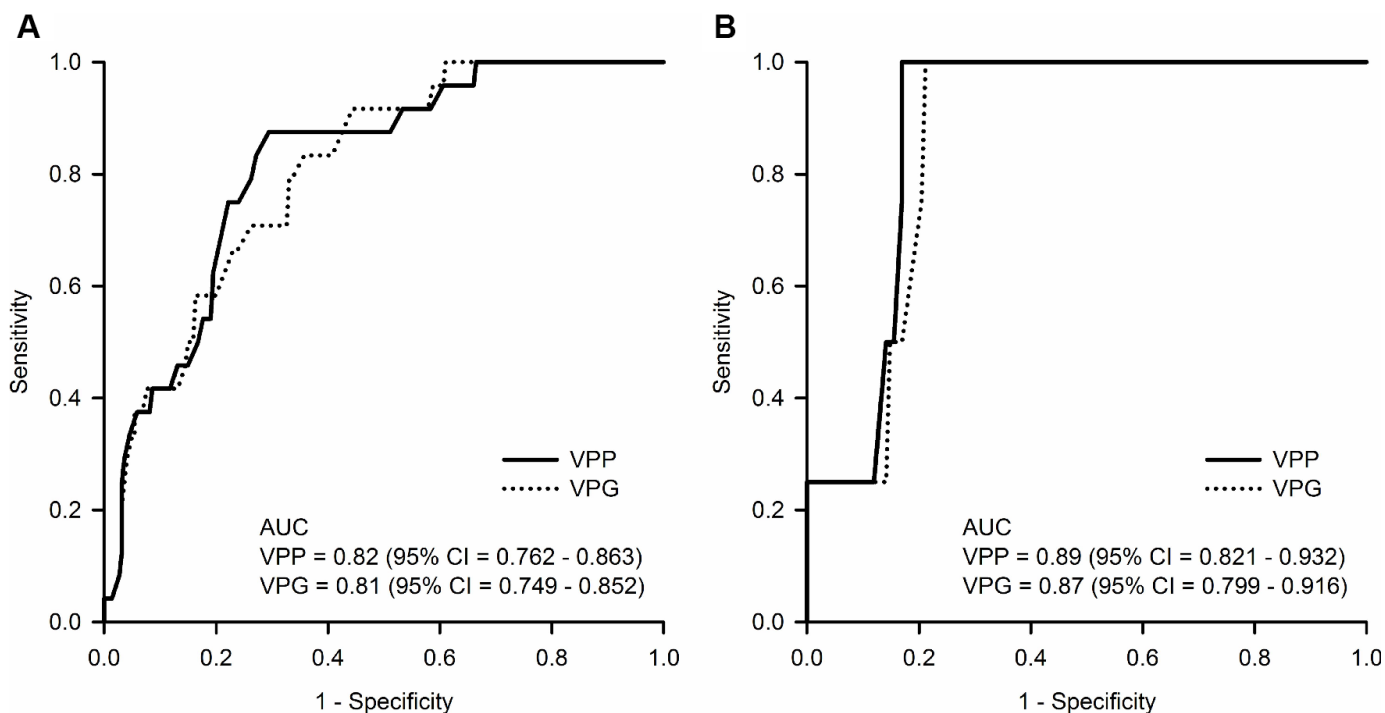 A
1.0
0.8
0.6
0.4
0.2
0.0
Sensitivity
VPP
VPG
AUC
VPP = 0.82 (95% CI = 0.762 - 0.863)
VPG = 0.81 (95% CI = 0.749 - 0.852)
0.0 0.2 0.4 0.6 0.8 1.0
1 - Specificity
B
1.0
0.8
0.6
0.4
0.2
0.0
Sensitivity
VPP
VPG
AUC
VPP = 0.89 (95% CI = 0.821 - 0.932)
VPG = 0.87 (95% CI = 0.799 - 0.916)
0.0 0.2 0.4 0.6 0.8 1.0
1 - Specificity